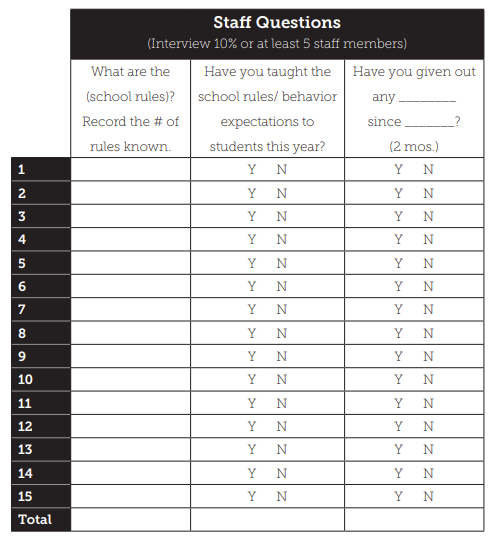 Staff Questions
(Interview 10% or at least 5 staff members)
What are the Have you taught the Have you given out
(school rules)? school rules/ behavior any ________
Record the # of expectations to since _______?
rules known. students this year? (2 mos.)
1 Y N Y N
2 Y N Y N
3 Y N Y N
4 Y N Y N
5 Y N Y N
6 Y N Y N
7 Y N Y N
8 Y N Y N
9 Y N Y N
10 Y N Y N
11 Y N Y N
12 Y N Y N
13 Y N Y N
14 Y N Y N
15 Y N Y N
Total